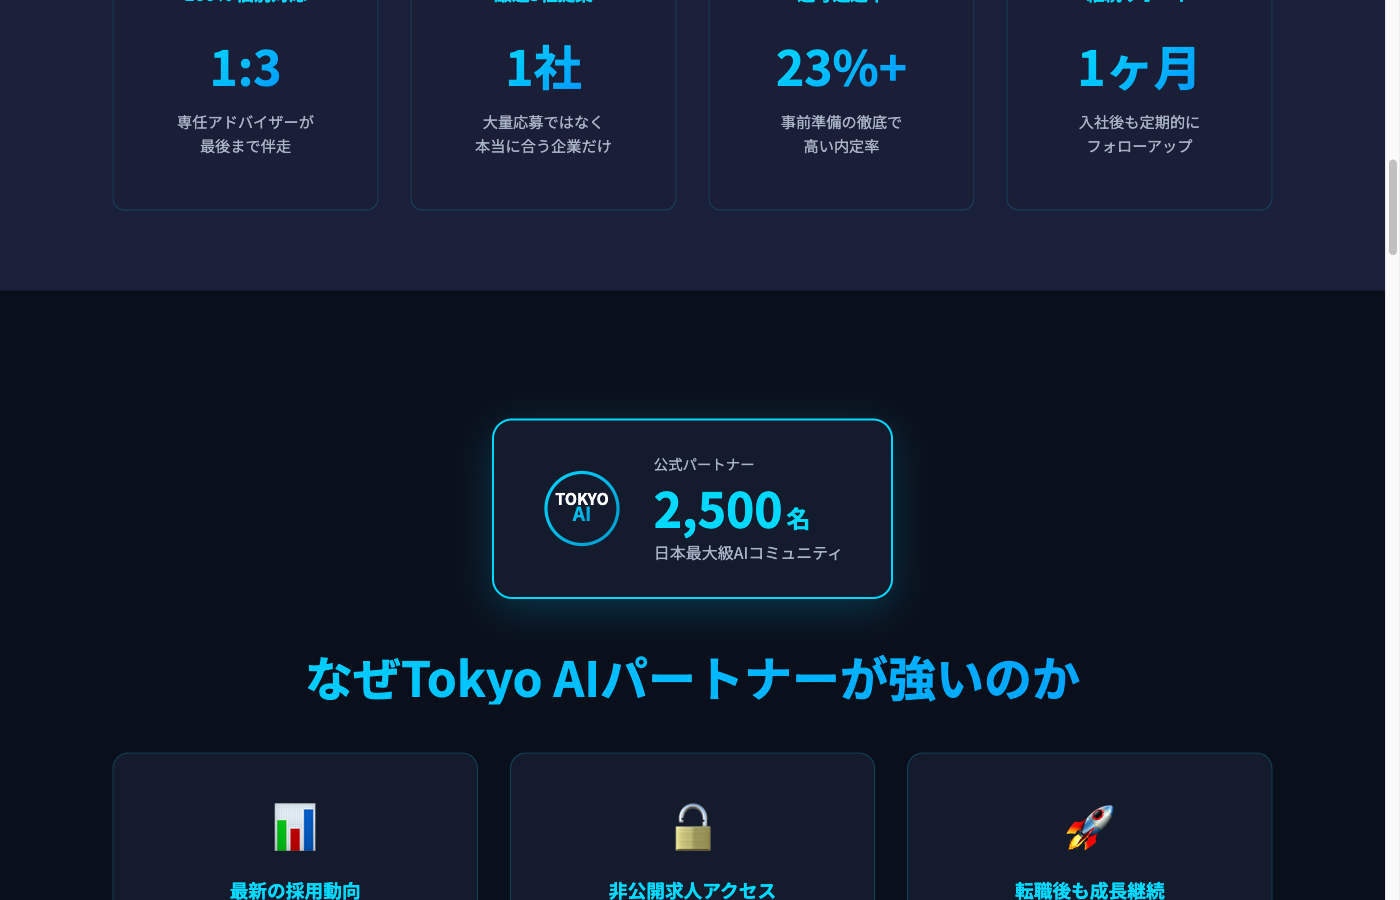 1:3
専任アドバイザーが
最後まで伴走
1社
大量応募ではなく
本当に合う企業だけ
23%+
事前準備の徹底で
高い内定率
1ヶ月
入社後も定期的に
フォローアップ
TOKYO
AI
公式パートナー
2,500名
日本最大級AIコミュニティ
なぜTokyo AIパートナーが強いのか
最新の採用動向
非公開求人アクセス
転職後も成長継続